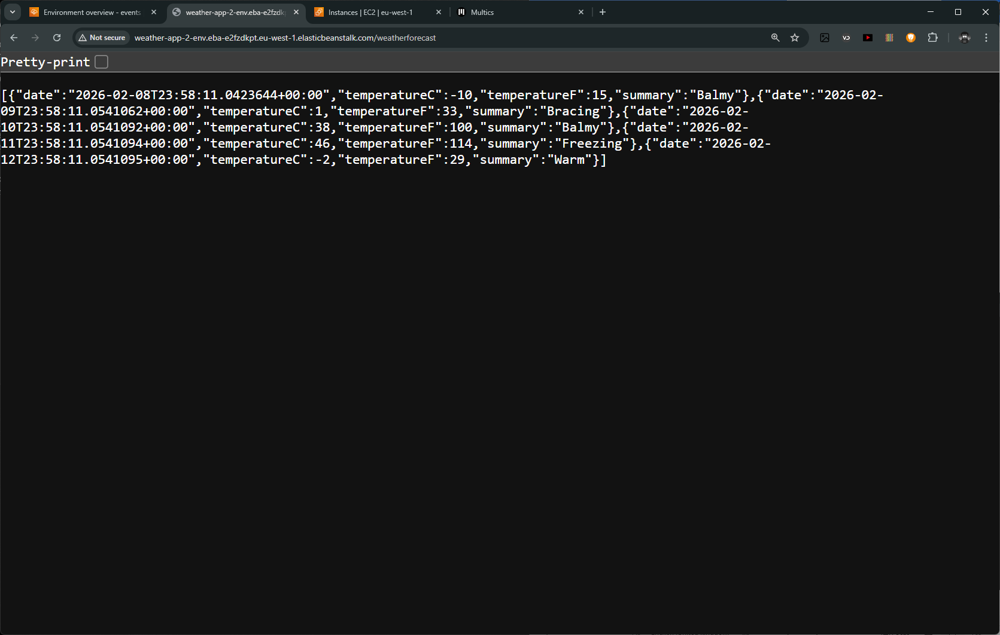 Environment overview - events
weather-app-2-env.eba-e2fzdk
Instances | EC2 | eu-west-1
Multics
Not secure
weather-app-2-env.eba-e2fzdkpt.eu-west-1.elasticbeanstalk.com/weatherforecast
Pretty-print
[{"date":"2026-02-08T23:58:11.0423644+00:00","temperatureC":-10,"temperatureF":15,"summary":"Balmy"},{"date":"2026-02-
09T23:58:11.0541062+00:00","temperatureC":1,"temperatureF":33,"summary":"Bracing"},{"date":"2026-02-
10T23:58:11.0541092+00:00","temperatureC":38,"temperatureF":100,"summary":"Balmy"},{"date":"2026-02-
11T23:58:11.0541094+00:00","temperatureC":46,"temperatureF":114,"summary":"Freezing"},{"date":"2026-02-
12T23:58:11.0541095+00:00","temperatureC":-2,"temperatureF":29,"summary":"Warm"}]